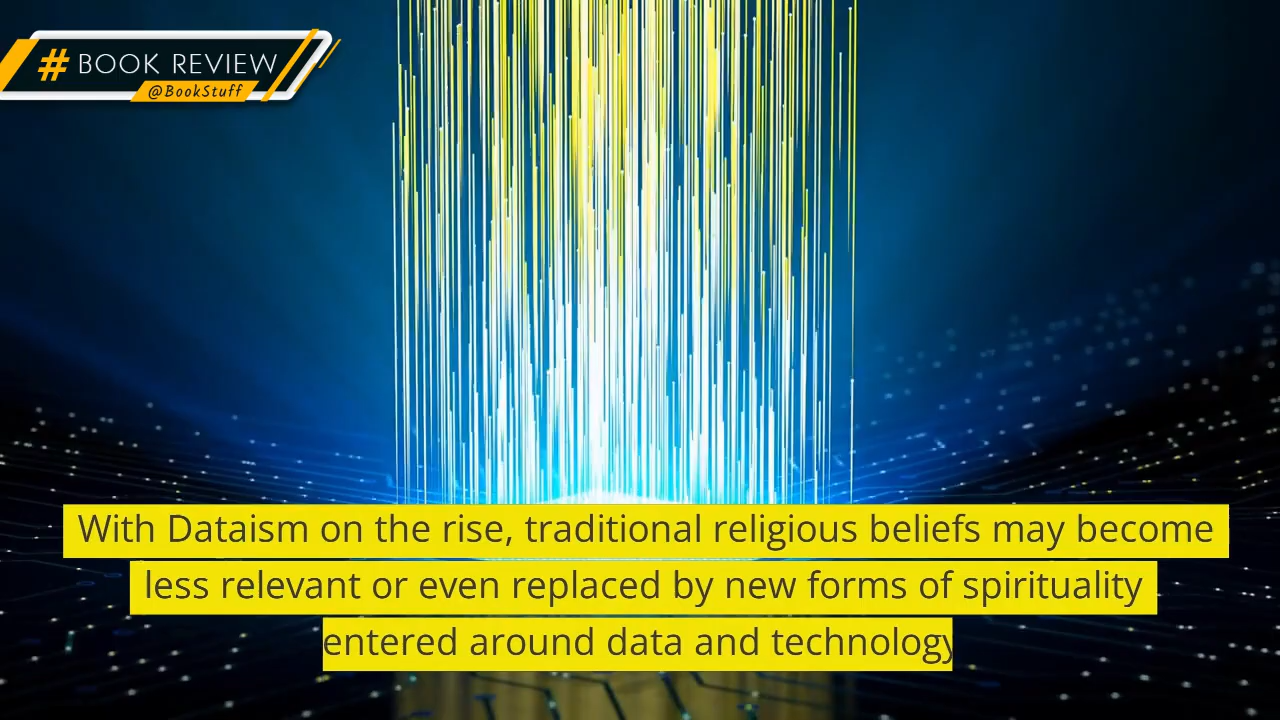 # BOOK REVIEW
@BookStuff
With Dataism on the rise, traditional religious beliefs may become
less relevant or even replaced by new forms of spirituality
entered around data and technology